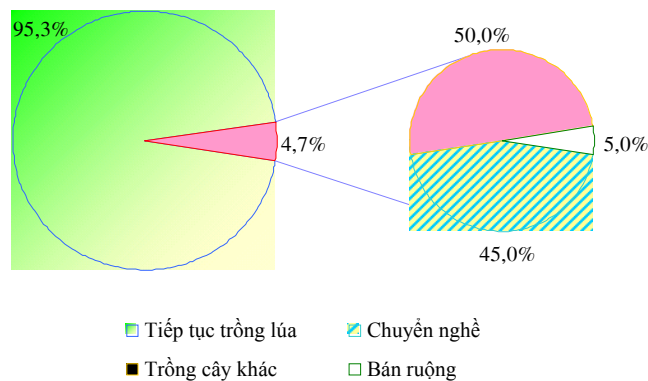 95,3%
50,0%
4,7%
5,0%
45,0%
Tiếp tục trồng lúa
Chuyển nghề
Trồng cây khác
Bán ruộng